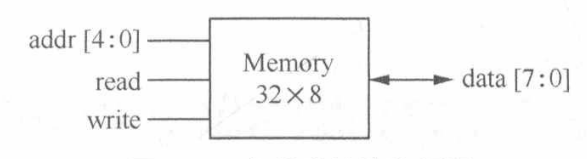 addr [4:0]
read
write
Memory
32×8
data [7:0]